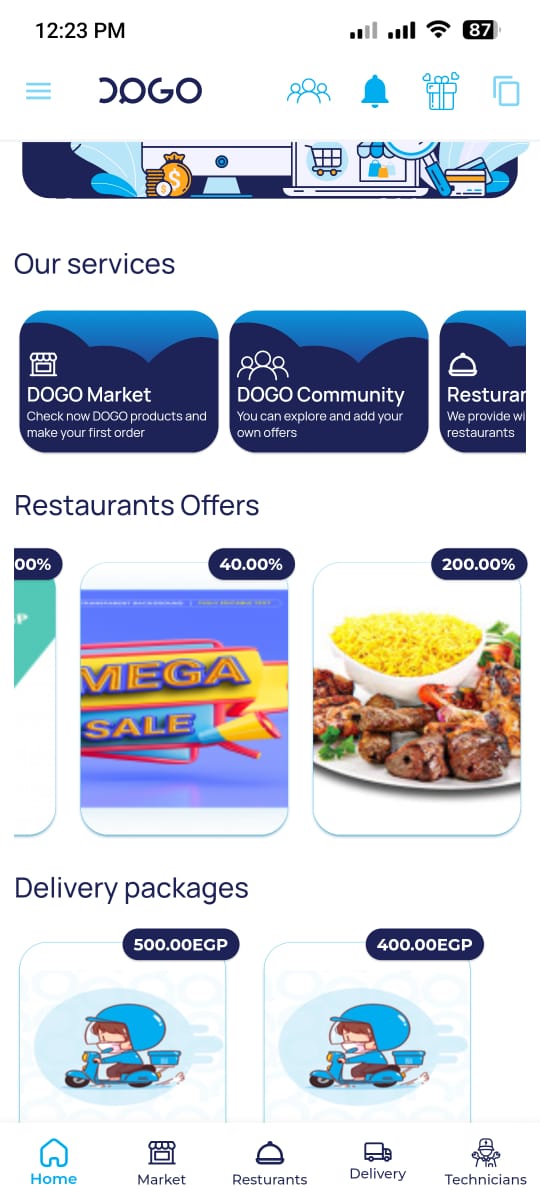 12:23 PM
87
DOGO
Our services
DOGO Market
Check now DOGO products and
make your first order
DOGO Community
You can explore and add your
own offers
Resturar
We provide wi
restaurants
Restaurants Offers
00%
40.00%
200.00%
MEGA
SALE
Delivery packages
500.00EGP
400.00EGP
Home
Market
Resturants
Delivery
Technicians